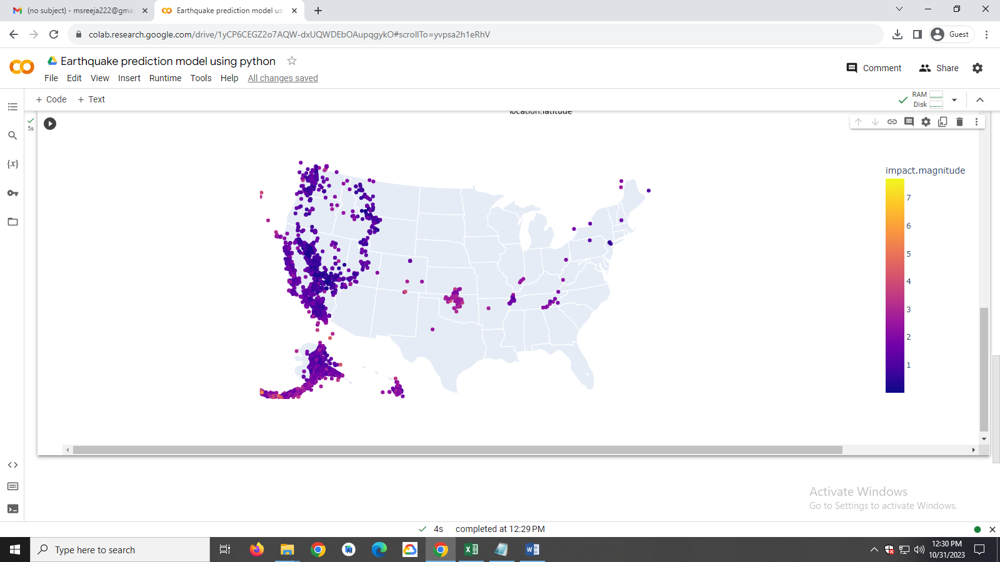 (no subject) - msreeja222@gmai
Earthquake prediction model us
colab.research.google.com/drive/1yCP6CEGZ2o7AQW-dxUQWDEbOAupqgykO#scrollTo=yvpsa2h1eRhV
Guest
Earthquake prediction model using python
Comment
Share
File Edit View Insert Runtime Tools Help All changes saved
+ Code + Text
RAM
Disk
location.latitude
5s
{x}
impact.magnitude
7
6
5
4
3
2
1
Activate Windows
Go to Settings to activate Windows.
4s completed at 12:29 PM
Type here to search
12:30 PM
10/31/2023